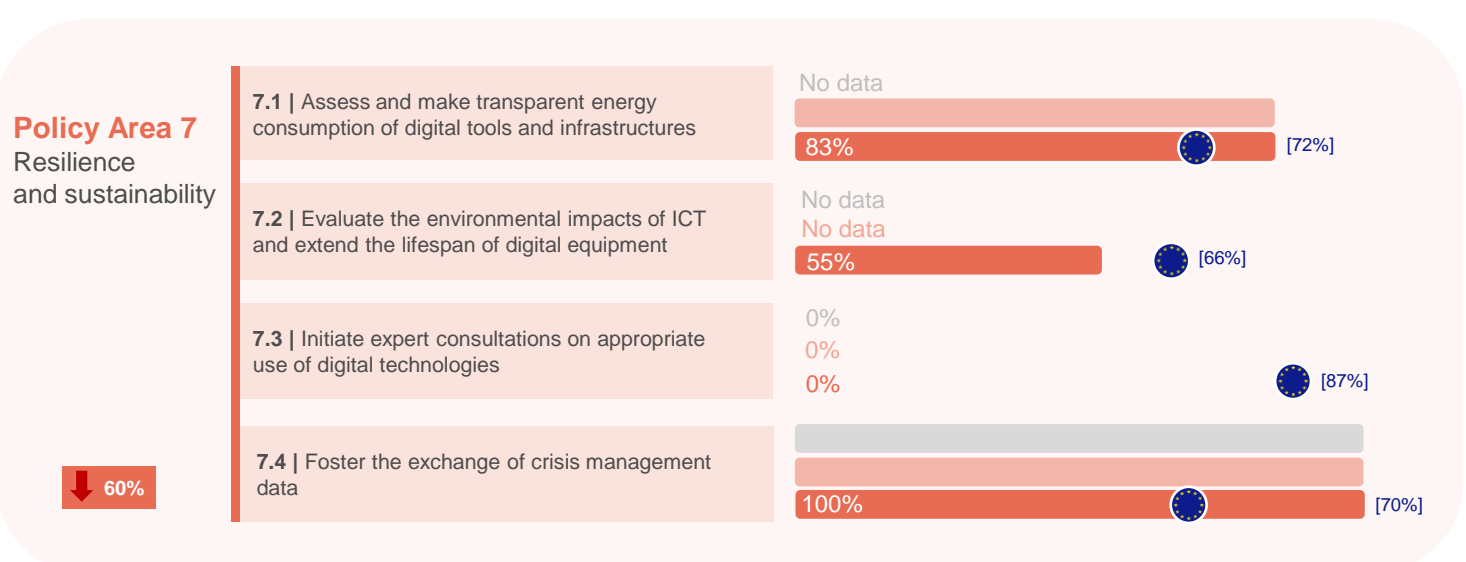 Policy Area 7
Resilience
and sustainability
60%
7.1 | Assess and make transparent energy
consumption of digital tools and infrastructures
No data
83%
[72%]
7.2 | Evaluate the environmental impacts of ICT
and extend the lifespan of digital equipment
No data
No data
55%
[66%]
7.3 | Initiate expert consultations on appropriate
use of digital technologies
0%
0%
0%
[87%]
7.4 | Foster the exchange of crisis management
data
100%
[70%]